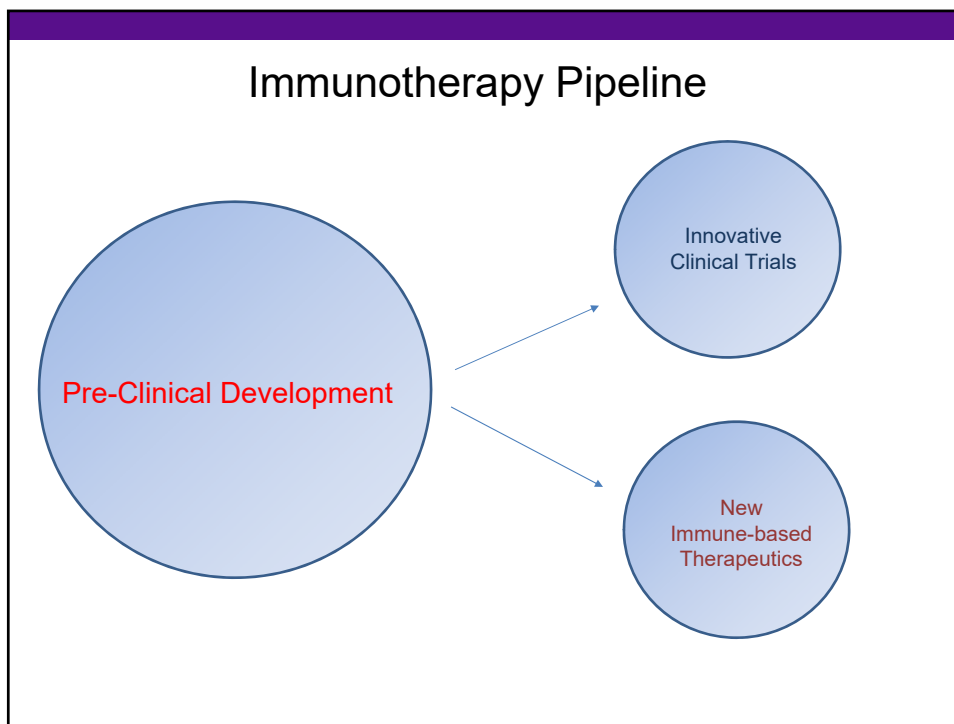 Immunotherapy Pipeline
Innovative
Clinical Trials
Pre-Clinical Development
New
Immune-based
Therapeutics